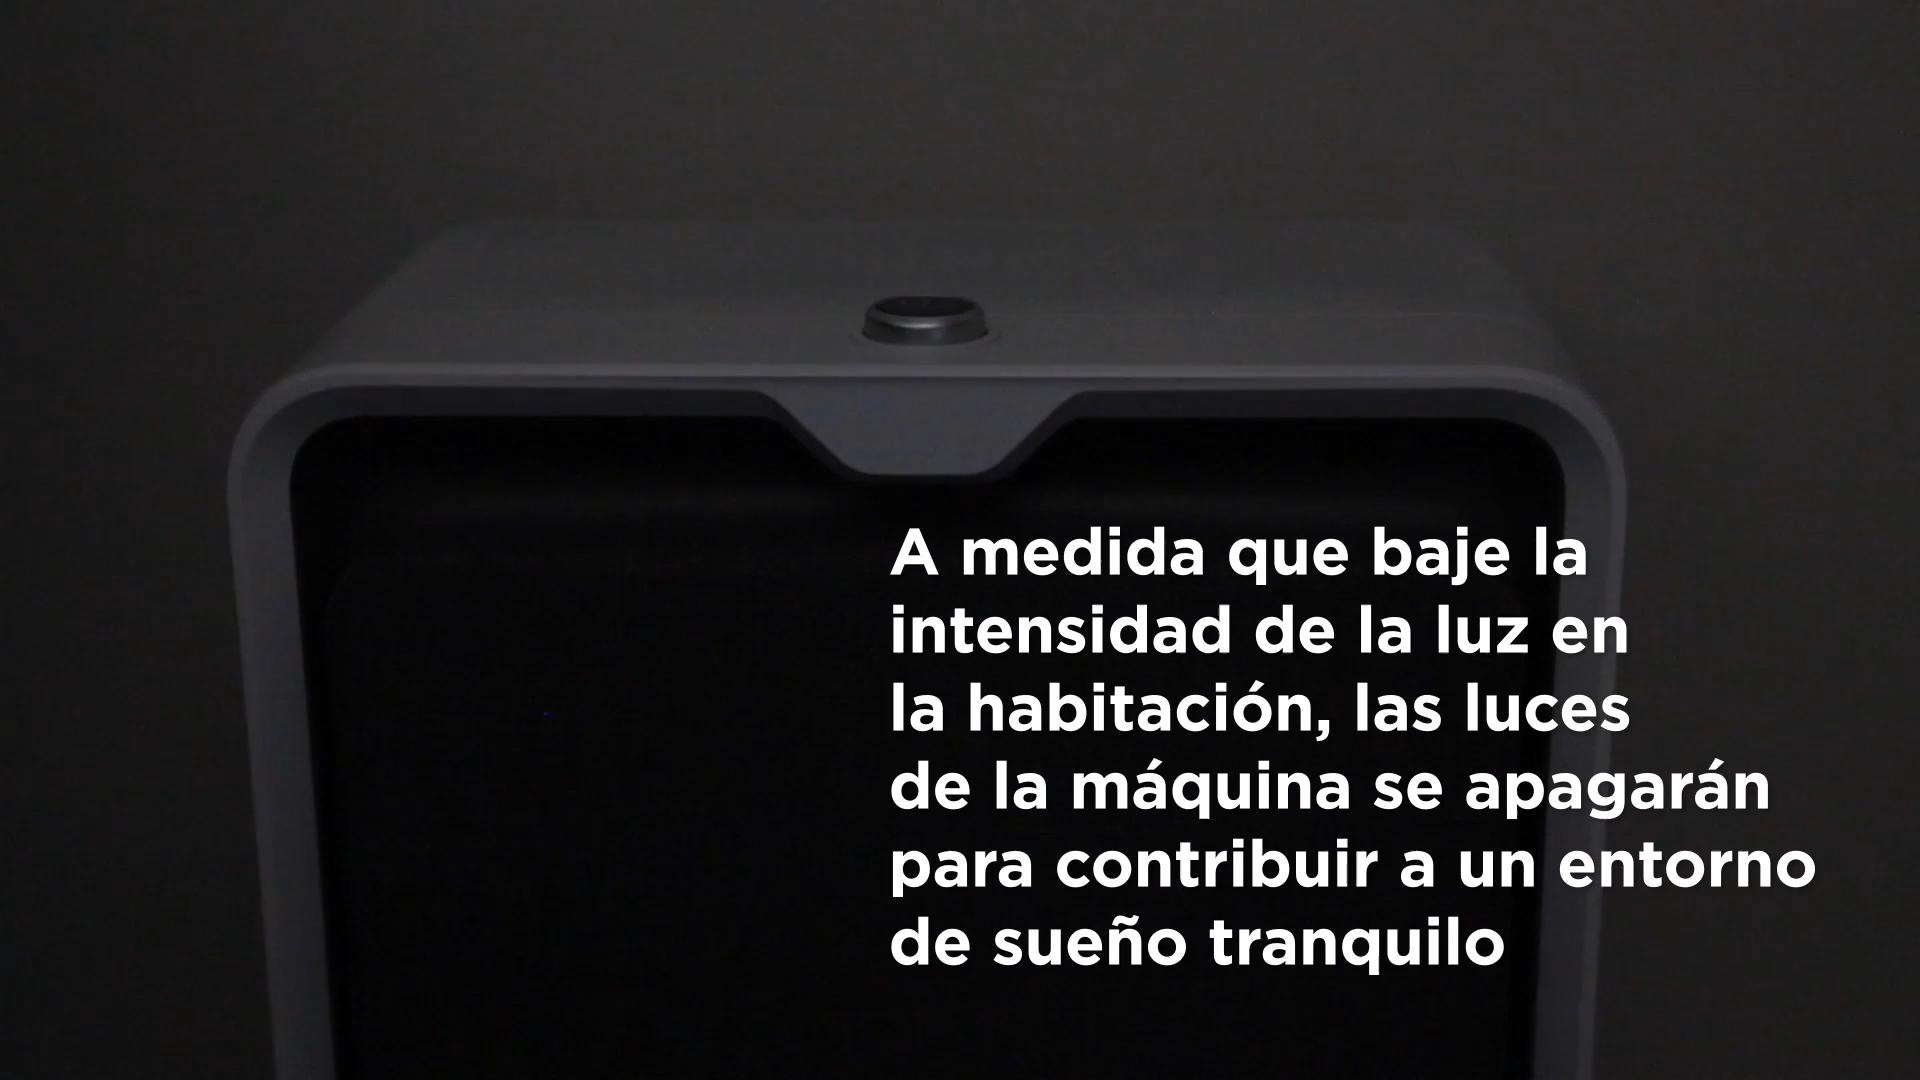 A medida que baje la
intensidad de la luz en
la habitación, las luces
de la máquina se apagarán
para contribuir a un entorno
de sueño tranquilo